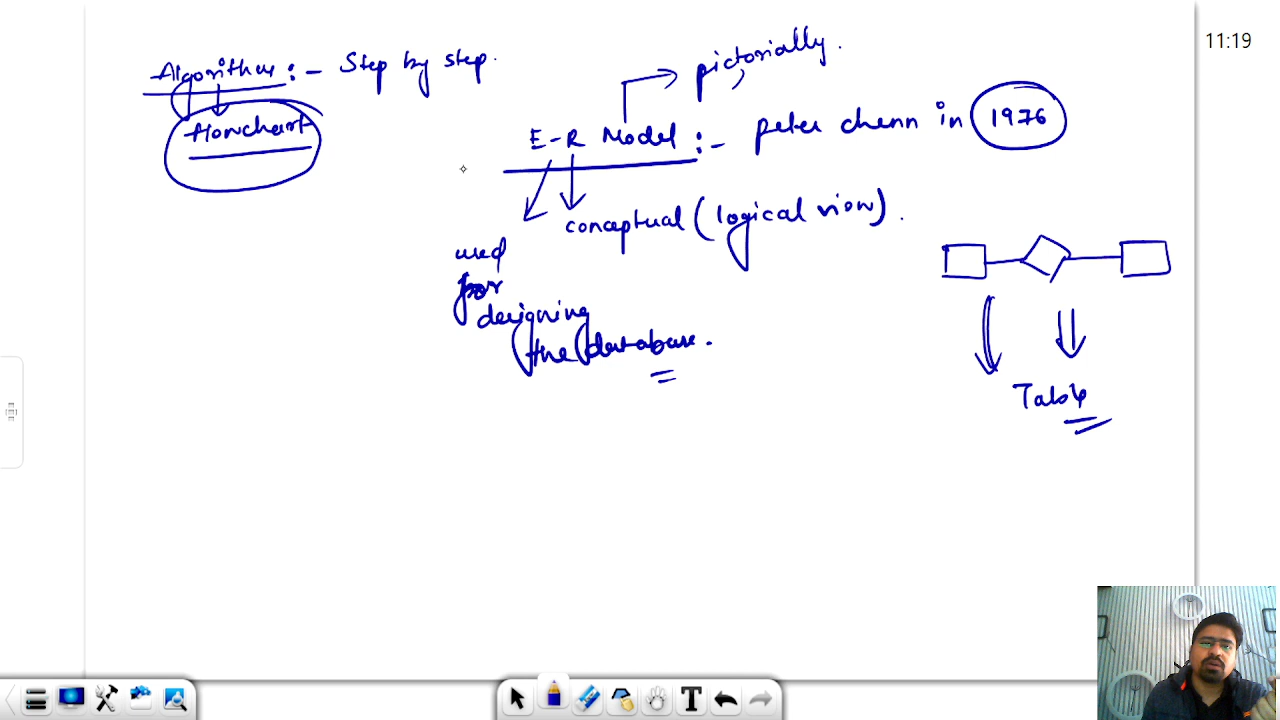 11:19
Algorithm :- Step by step.
Flowchart
pictorially.
E-R Model :- peter chenn in 1976
conceptual (logical view).
used
for
designing
the database.
Table
T